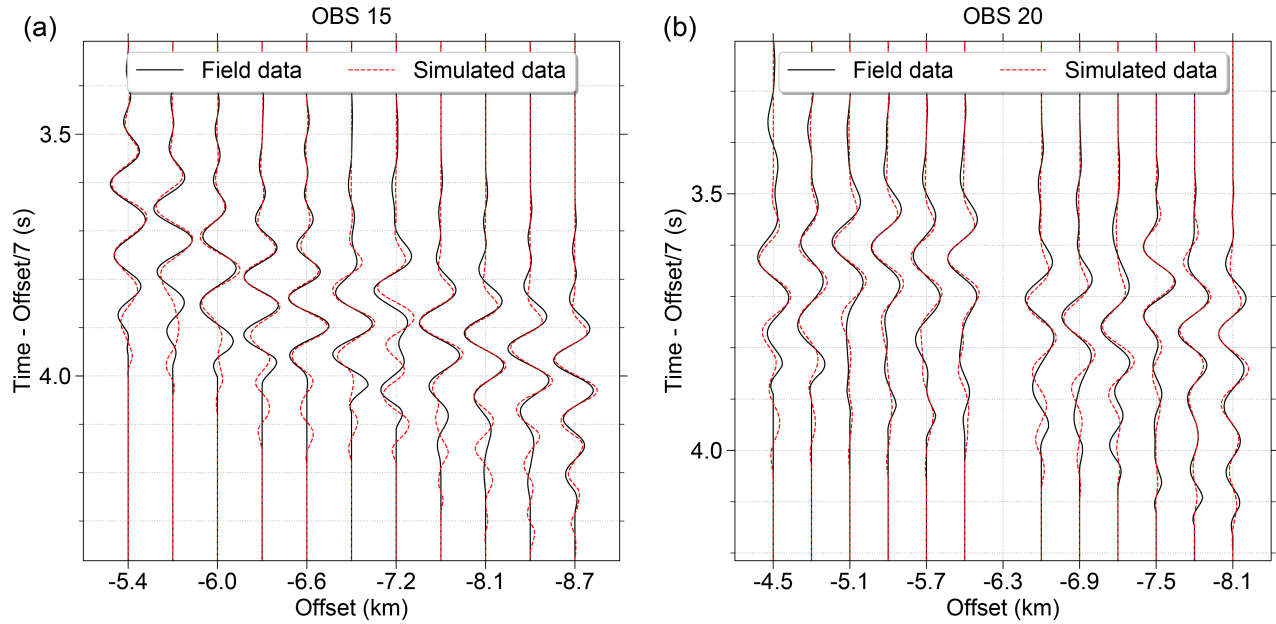 (a)
OBS 15
Field data
Simulated data
3.5
4.0
Time - Offset/7 (s)
-5.4
-6.0
-6.6
-7.2
-8.1
-8.7
Offset (km)
(b)
OBS 20
Field data
Simulated data
3.5
4.0
Time - Offset/7 (s)
-4.5
-5.1
-5.7
-6.3
-6.9
-7.5
-8.1
Offset (km)